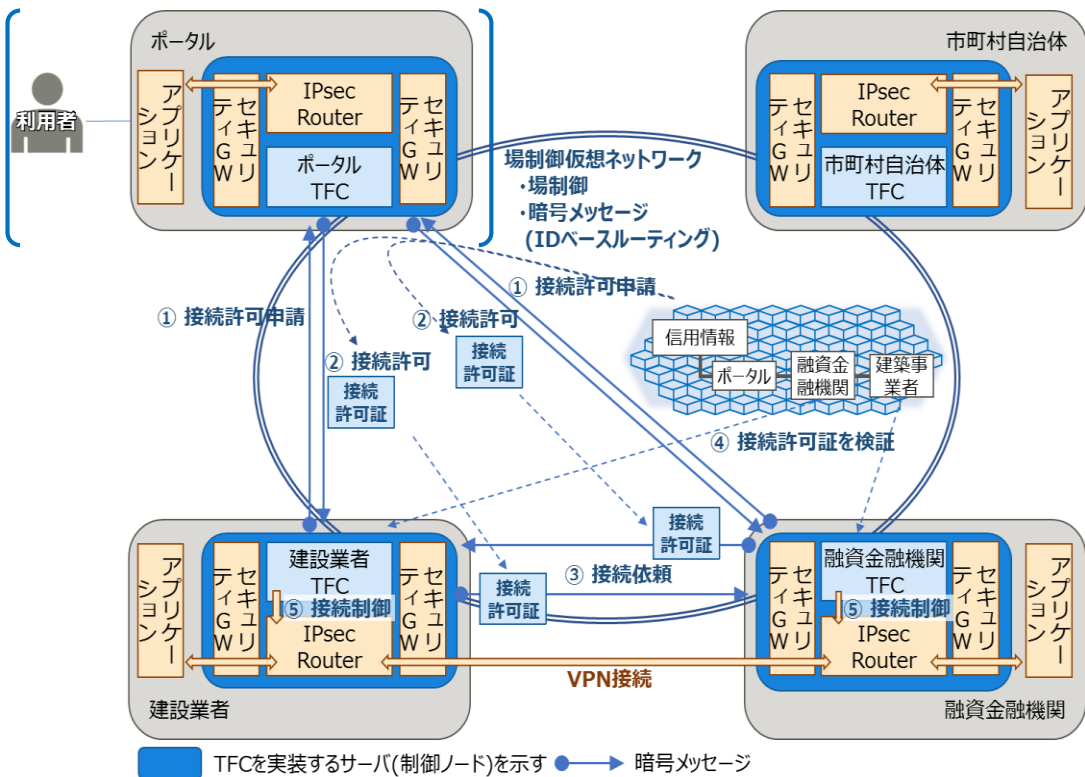 ポータル
利用者
アプリケー
ション
セキュリ
ティGW
IPsec
Router
ポータル
TFC
セキュリ
ティGW
市町村自治体
セキュリ
ティGW
IPsec
Router
市町村自治体
TFC
セキュリ
ティGW
アプリケー
ション
場制御仮想ネットワーク
・場制御
・暗号メッセージ
(IDベースルーティング)
① 接続許可申請
① 接続許可申請
② 接続許可
接続
許可証
② 接続許可
接続
許可証
信用情報
ポータル
融資金
融機関
建築事
業者
④ 接続許可証を検証
接続
許可証
③ 接続依頼
接続
許可証
アプリケー
ション
セキュリ
ティGW
建設業者
TFC
⑤ 接続制御
IPsec
Router
セキュリ
ティGW
建設業者
VPN接続
セキュリ
ティGW
融資金融機関
TFC
⑤ 接続制御
IPsec
Router
セキュリ
ティGW
アプリケー
ション
融資金融機関
TFCを実装するサーバ(制御ノード)を示す
暗号メッセージ